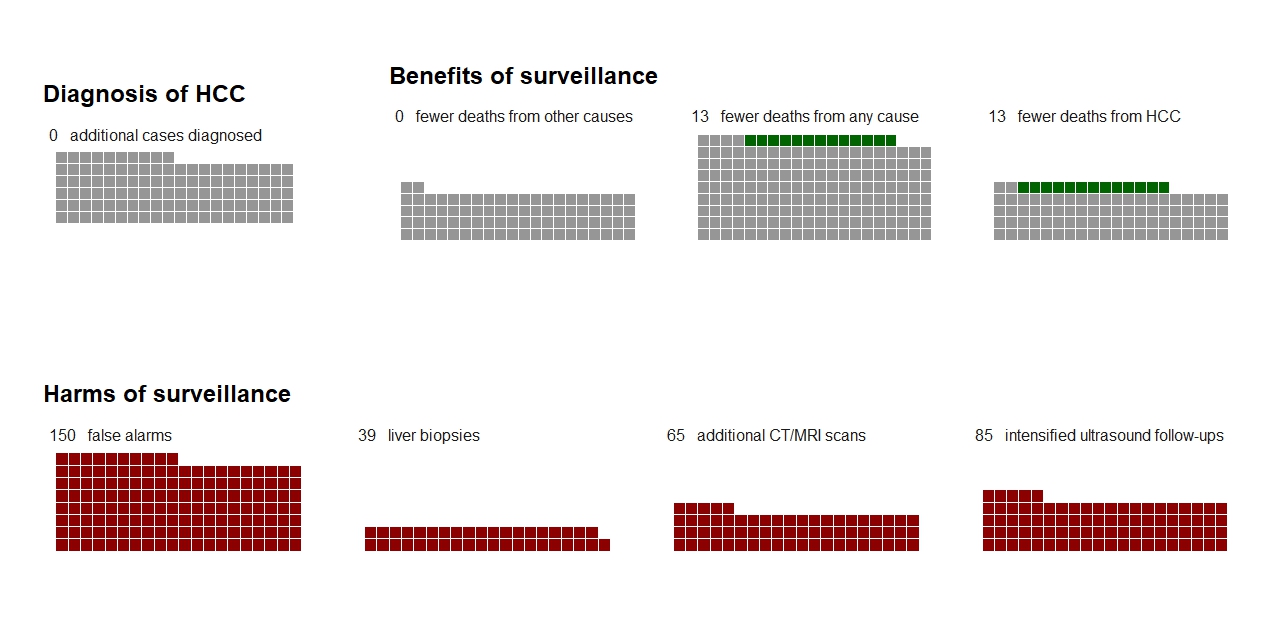 Diagnosis of HCC
0 additional cases diagnosed
Benefits of surveillance
0 fewer deaths from other causes
13 fewer deaths from any cause
13 fewer deaths from HCC
Harms of surveillance
150 false alarms
39 liver biopsies
65 additional CT/MRI scans
85 intensified ultrasound follow-ups